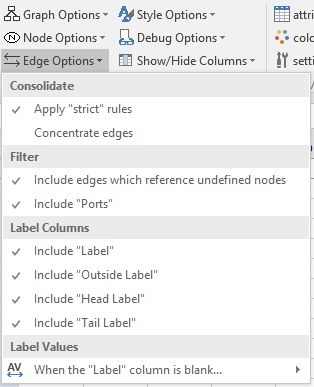 Graph Options Style Options attri
Node Options Debug Options colo
Edge Options Show/Hide Columns setti
Consolidate
Apply "strict" rules
Concentrate edges
Filter
Include edges which reference undefined nodes
Include "Ports"
Label Columns
Include "Label"
Include "Outside Label"
Include "Head Label"
Include "Tail Label"
Label Values
AV When the "Label" column is blank...